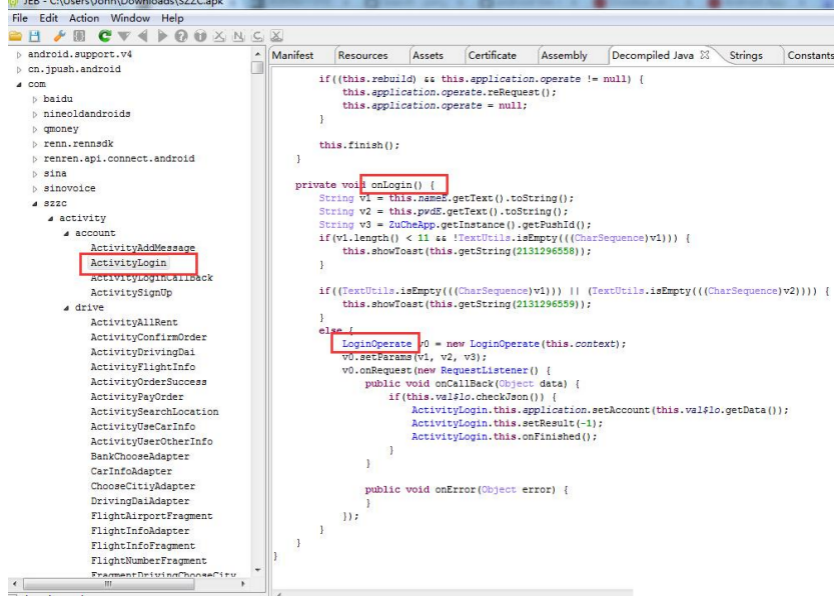 JEB - C:\Users\John\Downloads\SZZC.apk
File Edit Action Window Help
android.support.v4
cn.jpush.android
com
baidu
nineoldandroids
qmoney
renn.rennsdk
renren.api.connect.android
sina
sinovoice
szzc
activity
account
ActivityAddMessage
ActivityLogin
ActivityLoginCallBack
ActivitySignUp
drive
ActivityAllRent
ActivityConfirmOrder
ActivityDrivingDai
ActivityFlightInfo
ActivityOrderSuccess
ActivityPayOrder
ActivitySearchLocation
ActivityUseCarInfo
ActivityUserOtherInfo
BankChooseAdapter
CarInfoAdapter
ChooseCitiyAdapter
DrivingDaiAdapter
FlightAirportFragment
FlightInfoAdapter
FlightInfoFragment
FlightNumberFragment
FragmentDrivingChooseCity
Manifest Resources Assets Certificate Assembly Decompiled Java Strings Constants
if((this.rebuild) && this.application.operate != null) {
this.application.operate.reRequest();
this.application.operate = null;
}
this.finish();
}
private void onLogin() {
String v1 = this.nameE.getText().toString();
String v2 = this.pwdE.getText().toString();
String v3 = ZuCheApp.getInstance().getPushId();
if(v1.length() < 11 && !TextUtils.isEmpty(((CharSequence)v1))) {
this.showToast(this.getString(2131296558));
}
if((TextUtils.isEmpty(((CharSequence)v1))) || (TextUtils.isEmpty(((CharSequence)v2)))) {
this.showToast(this.getString(2131296559));
}
else {
LoginOperate v0 = new LoginOperate(this.context);
v0.setParams(v1, v2, v3);
v0.onRequest(new RequestListener() {
public void onCallBack(Object data) {
if(this.val$lo.checkJson()) {
ActivityLogin.this.application.setAccount(this.val$lo.getData());
ActivityLogin.this.setResult(-1);
ActivityLogin.this.onFinished();
}
}
public void onError(Object error) {
}
});
}
}
}